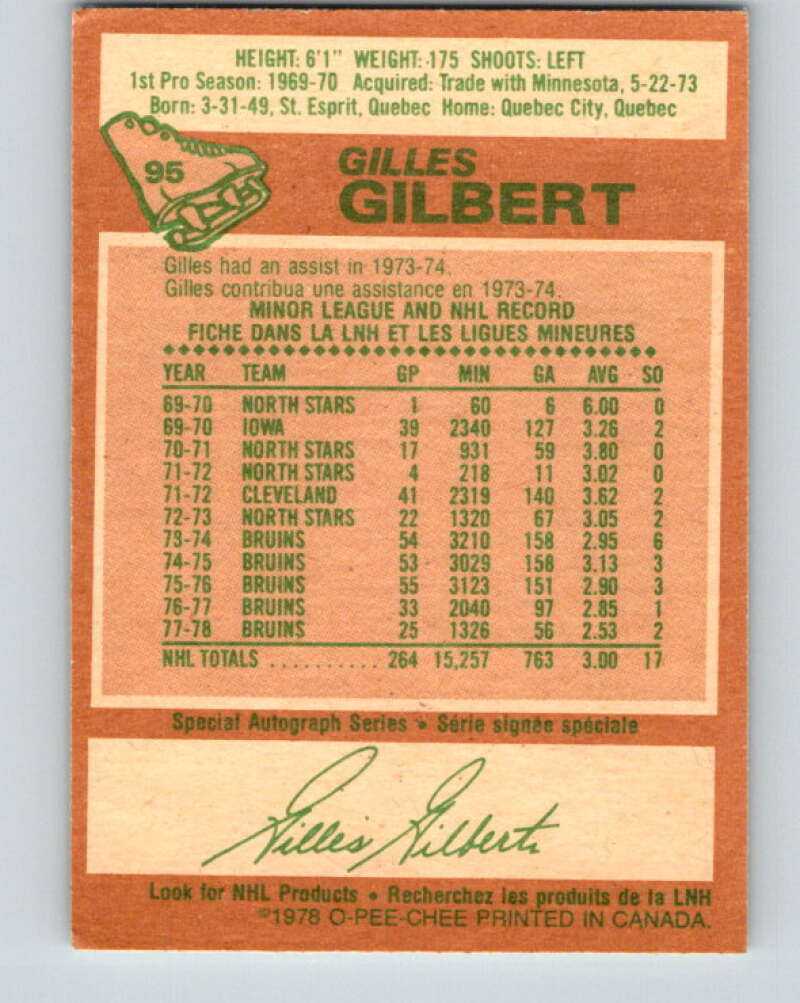 HEIGHT: 6'1" WEIGHT: 175 SHOOTS: LEFT
1st Pro Season: 1969-70 Acquired: Trade with Minnesota, 5-22-73
Born: 3-31-49, St. Esprit, Quebec Home: Quebec City, Quebec
95
GILLES
GILBERT
Gilles had an assist in 1973-74.
Gilles contribua une assistance en 1973-74.
MINOR LEAGUE AND NHL RECORD
FICHE DANS LA LNH ET LES LIGUES MINEURES
YEAR TEAM GP MIN GA AVG SO
69-70 NORTH STARS 1 60 6 6.00 0
69-70 IOWA 39 2340 127 3.26 2
70-71 NORTH STARS 17 931 59 3.80 0
71-72 NORTH STARS 4 218 11 3.02 0
71-72 CLEVELAND 41 2319 140 3.62 2
72-73 NORTH STARS 22 1320 67 3.05 2
73-74 BRUINS 54 3210 158 2.95 6
74-75 BRUINS 53 3029 158 3.13 3
75-76 BRUINS 55 3123 151 2.90 3
76-77 BRUINS 33 2040 97 2.85 1
77-78 BRUINS 25 1326 56 2.53 2
NHL TOTALS .......... 264 15,257 763 3.00 17
Special Autograph Series • Série signée spéciale
Gilles Gilbert
Look for NHL Products • Recherchez les produits de la LNH
©1978 O-PEE-CHEE PRINTED IN CANADA.